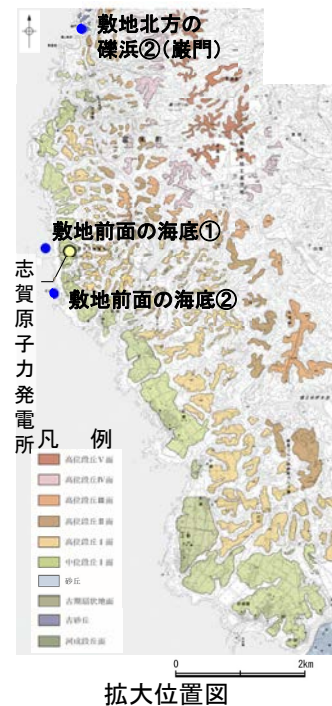 敷地北方の
礫浜②(巌門)
敷地前面の海底①
敷地前面の海底②
志賀原子力発電所
凡 例
高位段丘Ⅴ面
高位段丘Ⅳ面
高位段丘Ⅲ面
高位段丘Ⅱ面
高位段丘Ⅰ面
中位段丘Ⅰ面
砂丘
古期扇状地面
古砂丘
河成段丘面
0 2km
拡大位置図